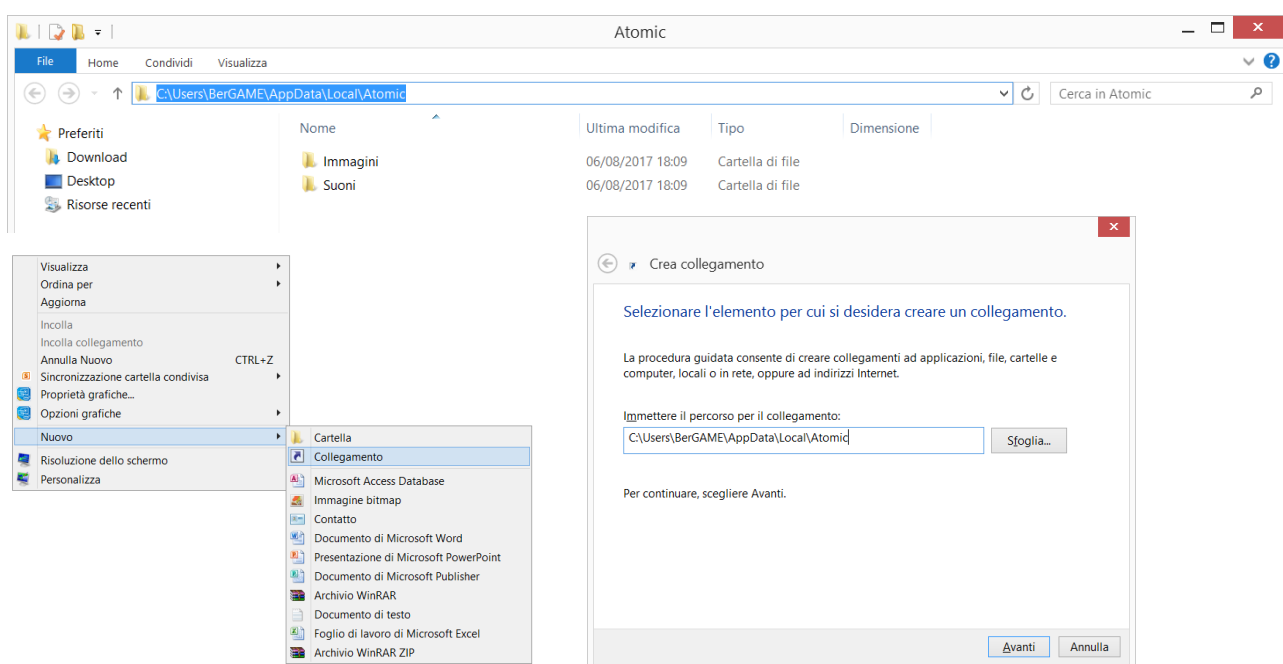 Atomic
File Home Condividi Visualizza
C:\Users\BerGAME\AppData\Local\Atomic
Cerca in Atomic
Preferiti
Download
Desktop
Risorse recenti
Nome Ultima modifica Tipo Dimensione
Immagini 06/08/2017 18:09 Cartella di file
Suoni 06/08/2017 18:09 Cartella di file
Visualizza
Ordina per
Aggiorna
Incolla
Incolla collegamento
Annulla Nuovo CTRL+Z
Sincronizzazione cartella condivisa
Proprietà grafiche...
Opzioni grafiche
Nuovo
Risoluzione dello schermo
Personalizza
Cartella
Collegamento
Microsoft Access Database
Immagine bitmap
Contatto
Documento di Microsoft Word
Presentazione di Microsoft PowerPoint
Documento di Microsoft Publisher
Archivio WinRAR
Documento di testo
Foglio di lavoro di Microsoft Excel
Archivio WinRAR ZIP
Crea collegamento
Selezionare l'elemento per cui si desidera creare un collegamento.
La procedura guidata consente di creare collegamenti ad applicazioni, file, cartelle e
computer, locali o in rete, oppure ad indirizzi Internet.
Immettere il percorso per il collegamento:
C:\Users\BerGAME\AppData\Local\Atomic
Sfoglia...
Per continuare, scegliere Avanti.
Avanti Annulla